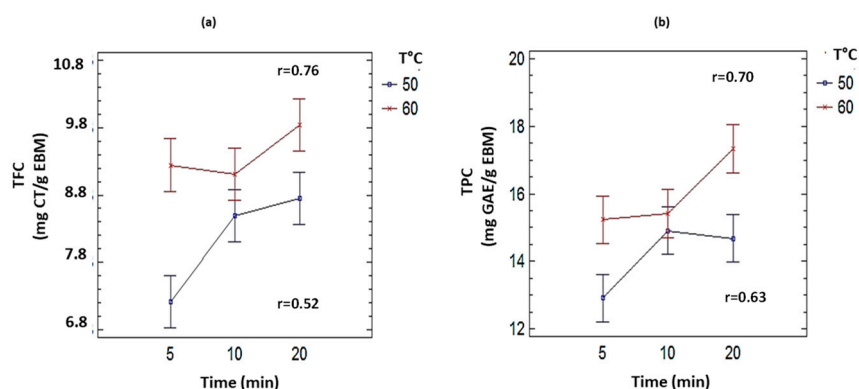 (a)
10.8
9.8
8.8
7.8
6.8
TFC
(mg CT/g EBM)
r=0.76
r=0.52
5 10 20
Time (min)
T°C
50
60
(b)
20
18
16
14
12
TPC
(mg GAE/g EBM)
r=0.70
r=0.63
5 10 20
Time (min)
T°C
50
60